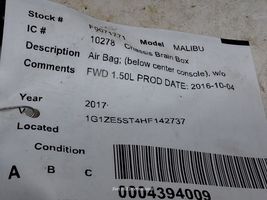 Stock # F9071771
IC # 10278 Chassis Brain Box
Model MALIBU
Description Air Bag; (below center console), w/o
Comments FWD 1.50L PROD DATE: 2016-10-04
Year 2017
V 1G1ZE5ST4HF142737
Located
Condition
A B C
0004394009